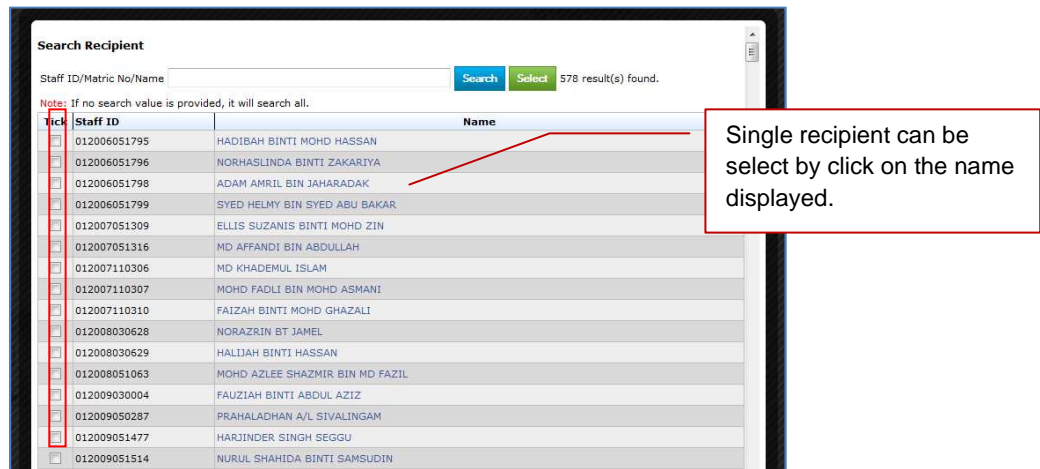 Search Recipient
Staff ID/Matric No/Name Search Select 578 result(s) found.
Note: If no search value is provided, it will search all.
Tick Staff ID Name
012006051795 HADIBAH BINTI MOHD HASSAN
012006051796 NORHASLINDA BINTI ZAKARIYA
012006051798 ADAM AMRIL BIN JAHARADAK
012006051799 SYED HELMY BIN SYED ABU BAKAR
012007051309 ELLIS SUZANIS BINTI MOHD ZIN
012007051316 MD AFFANDI BIN ABDULLAH
012007110306 MD KHADEMUL ISLAM
012007110307 MOHD FADLI BIN MOHD ASMANI
012007110310 FAIZAH BINTI MOHD GHAZALI
012008030628 NORAZRIN BT JAMEL
012008030629 HALIJAH BINTI HASSAN
012008051063 MOHD AZLEE SHAZMIR BIN MD FAZIL
012009030004 FAUZIAH BINTI ABDUL AZIZ
012009050287 PRAHALADHAN A/L SIVALINGAM
012009051477 HARJINDER SINGH SEGGU
012009051514 NURUL SHAHIDA BINTI SAMSUDIN
Single recipient can be
select by click on the name
displayed.